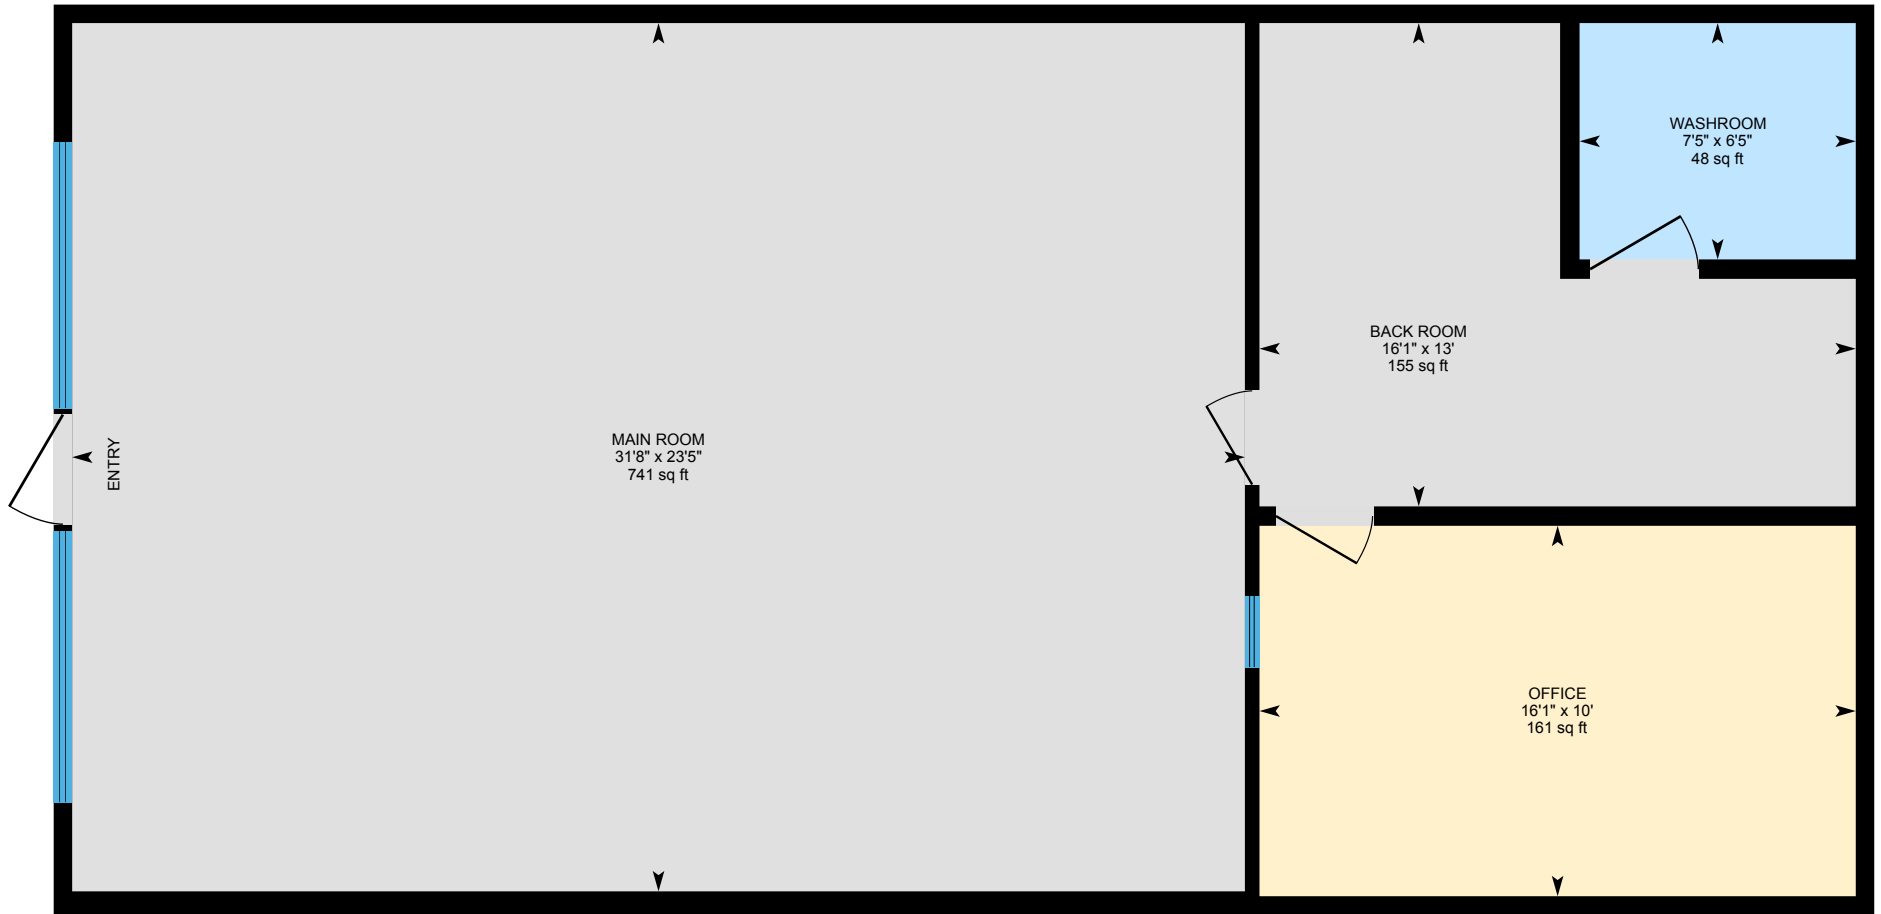 WASHROOM
7'5" x 6'5"
48 sq ft
BACK ROOM
16'1" x 13'
155 sq ft
MAIN ROOM
31'8" x 23'5"
741 sq ft
ENTRY
OFFICE
16'1" x 10'
161 sq ft